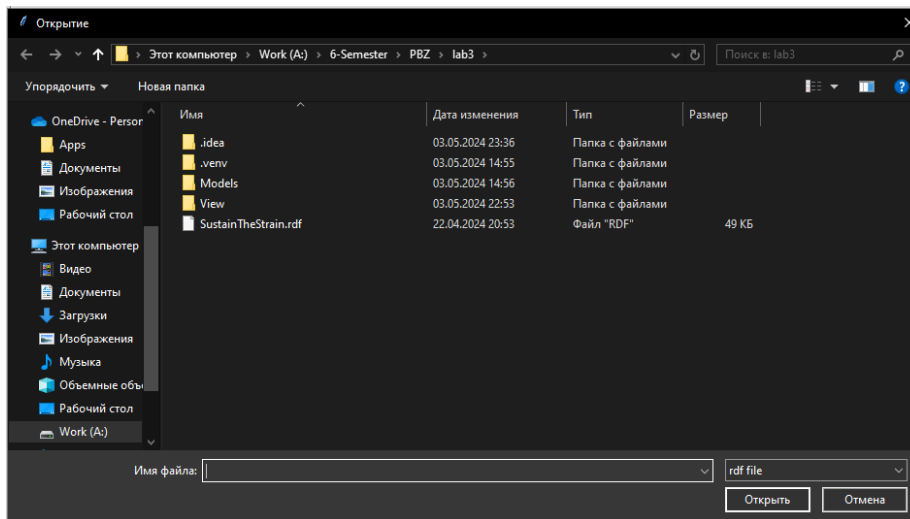 Открытие
Этот компьютер › Work (A:) › 6-Semester › PBZ › lab3 ›
Поиск в: lab3
Упорядочить
Новая папка
Имя
Дата изменения
Тип
Размер
OneDrive - Person
Apps
Документы
Изображения
Рабочий стол
Этот компьютер
Видео
Документы
Загрузки
Изображения
Музыка
Объемные объ
Рабочий стол
Work (A:)
.idea 03.05.2024 23:36 Папка с файлами
.venv 03.05.2024 14:55 Папка с файлами
Models 03.05.2024 14:56 Папка с файлами
View 03.05.2024 22:53 Папка с файлами
SustainTheStrain.rdf 22.04.2024 20:53 Файл "RDF" 49 КБ
Имя файла:
rdf file
Открыть
Отмена